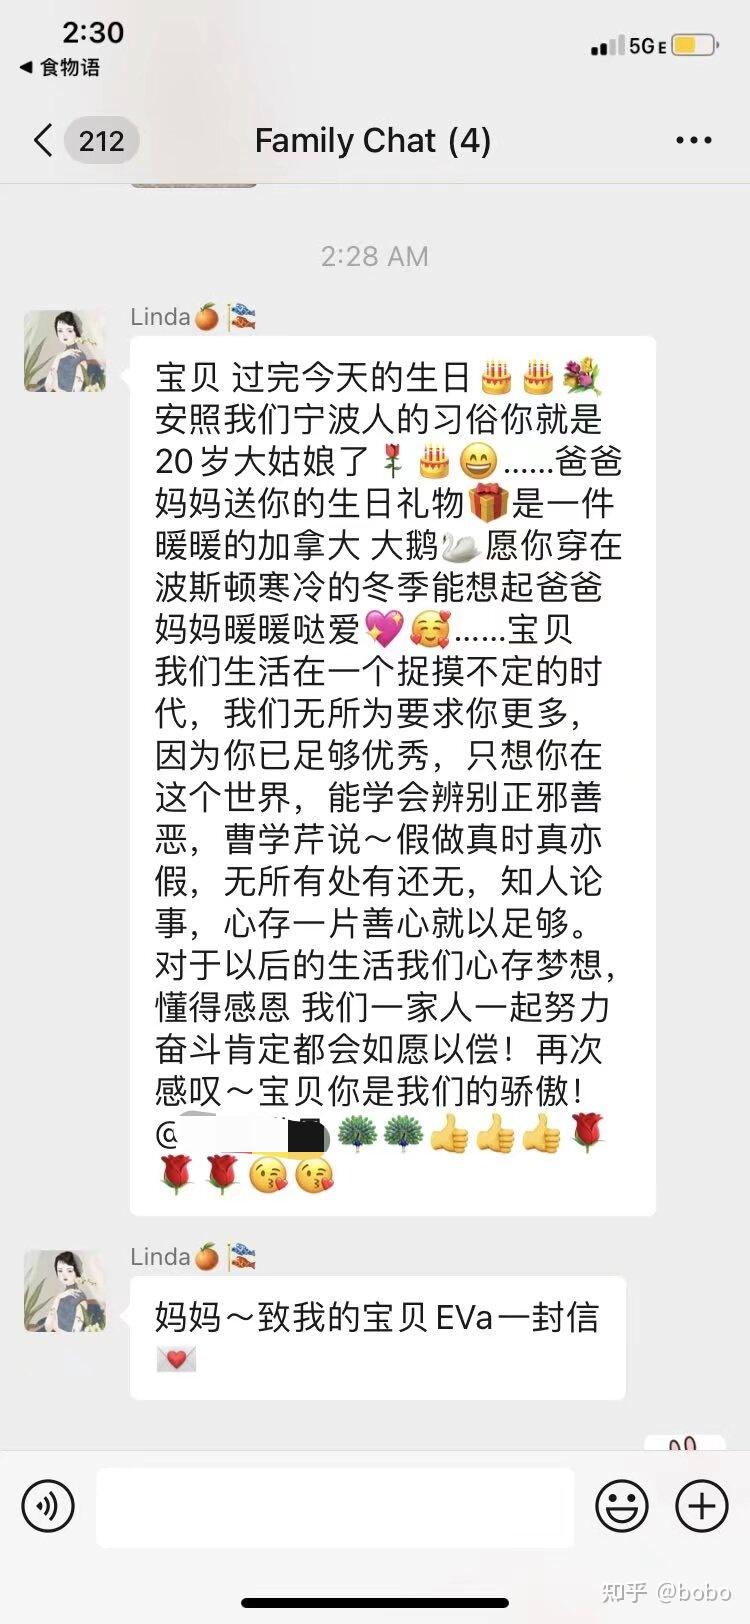 2:30
5G E
◀ 食物语
212
Family Chat (4)
2:28 AM
Linda🍊🎏
宝贝 过完今天的生日🎂🎂💐
安照我们宁波人的习俗你就是
20岁大姑娘了🌹🎂😄……爸爸
妈妈送你的生日礼物🎁是一件
暖暖的加拿大 大鹅🦢愿你穿在
波斯顿寒冷的冬季能想起爸爸
妈妈暖暖哒爱💖🥰……宝贝
我们生活在一个捉摸不定的时
代，我们无所为要求你更多，
因为你已足够优秀，只想你在
这个世界，能学会辨别正邪善
恶，曹学芹说～假做真时真亦
假，无所有处有还无，知人论
事，心存一片善心就以足够。
对于以后的生活我们心存梦想，
懂得感恩 我们一家人一起努力
奋斗肯定都会如愿以偿！再次
感叹～宝贝你是我们的骄傲！
@🦚🦚👍👍👍🌹
🌹🌹😘😘
Linda🍊🎏
妈妈～致我的宝贝EVa一封信
💌
知乎 @bobo